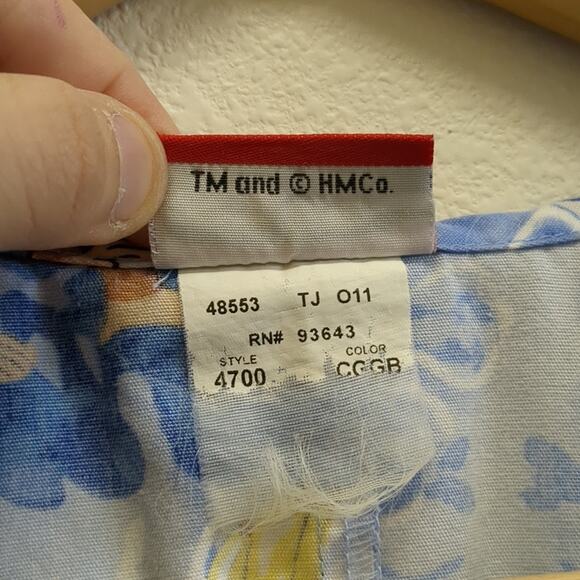 TM and © HMCo.
48553 TJ O11
RN# 93643
STYLE COLOR
4700 CGGB